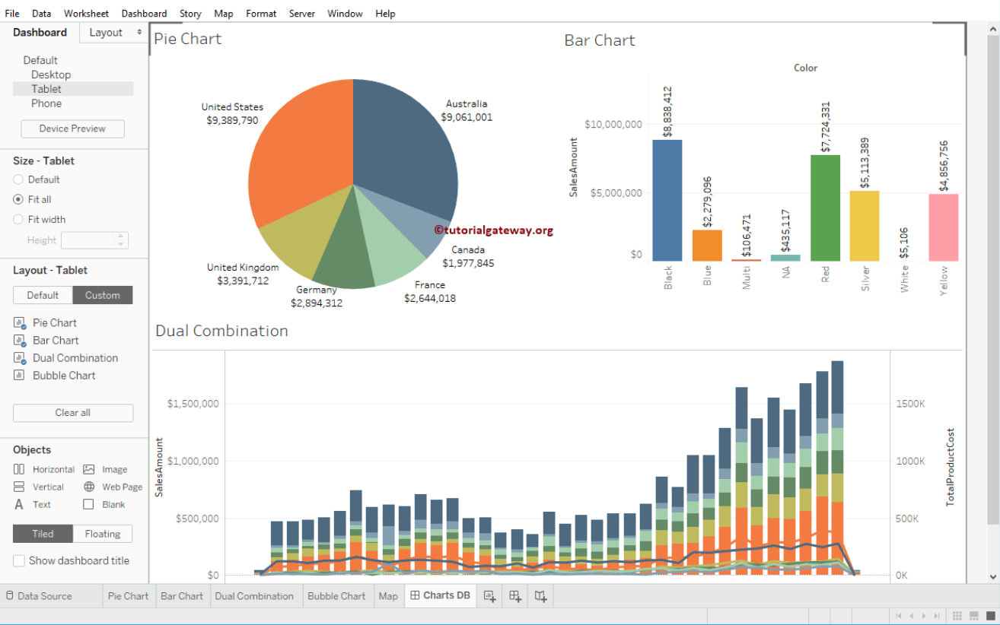 File Data Worksheet Dashboard Story Map Format Server Window Help
Dashboard Layout
Default
Desktop
Tablet
Phone
Device Preview
Size - Tablet
Default
Fit all
Fit width
Height
Layout - Tablet
Default Custom
Pie Chart
Bar Chart
Dual Combination
Bubble Chart
Clear all
Objects
Horizontal Image
Vertical Web Page
A Text Blank
Tiled Floating
Show dashboard title
Pie Chart
United States
$9,389,790
Australia
$9,061,001
©tutorialgateway.org
Canada
$1,977,845
United Kingdom
$3,391,712
France
$2,644,018
Germany
$2,894,312
Bar Chart
Color
SalesAmount
$10,000,000
$5,000,000
$0
$8,838,412
$2,279,096
$106,471
$435,117
$7,724,331
$5,113,389
$5,106
$4,856,756
Black
Blue
Multi
NA
Red
Silver
White
Yellow
Dual Combination
SalesAmount
$1,500,000
$1,000,000
$500,000
$0
1500K
1000K
500K
0K
TotalProductCost
Data Source Pie Chart Bar Chart Dual Combination Bubble Chart Map Charts DB